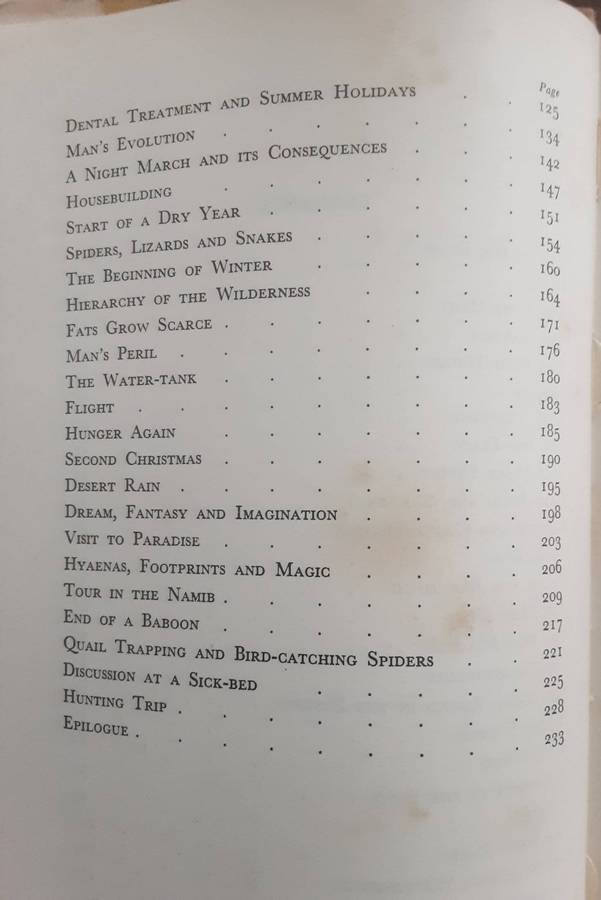 Page
Dental Treatment and Summer Holidays . . 125
Man's Evolution . . . . . . 134
A Night March and its Consequences . . . 142
Housebuilding . . . . . . 147
Start of a Dry Year . . . . . . 151
Spiders, Lizards and Snakes . . . . . 154
The Beginning of Winter . . . . . 160
Hierarchy of the Wilderness . . . . 164
Fats Grow Scarce . . . . . . . 171
Man's Peril . . . . . . . . 176
The Water-tank . . . . . . . 180
Flight . . . . . . . . . 183
Hunger Again . . . . . . . 185
Second Christmas . . . . . . . 190
Desert Rain . . . . . . . . 195
Dream, Fantasy and Imagination . . . . 198
Visit to Paradise . . . . . . . 203
Hyaenas, Footprints and Magic . . . . 206
Tour in the Namib . . . . . . . 209
End of a Baboon . . . . . . . 217
Quail Trapping and Bird-catching Spiders . . 221
Discussion at a Sick-bed . . . . . 225
Hunting Trip . . . . . . . . 228
Epilogue . . . . . . . . . 233